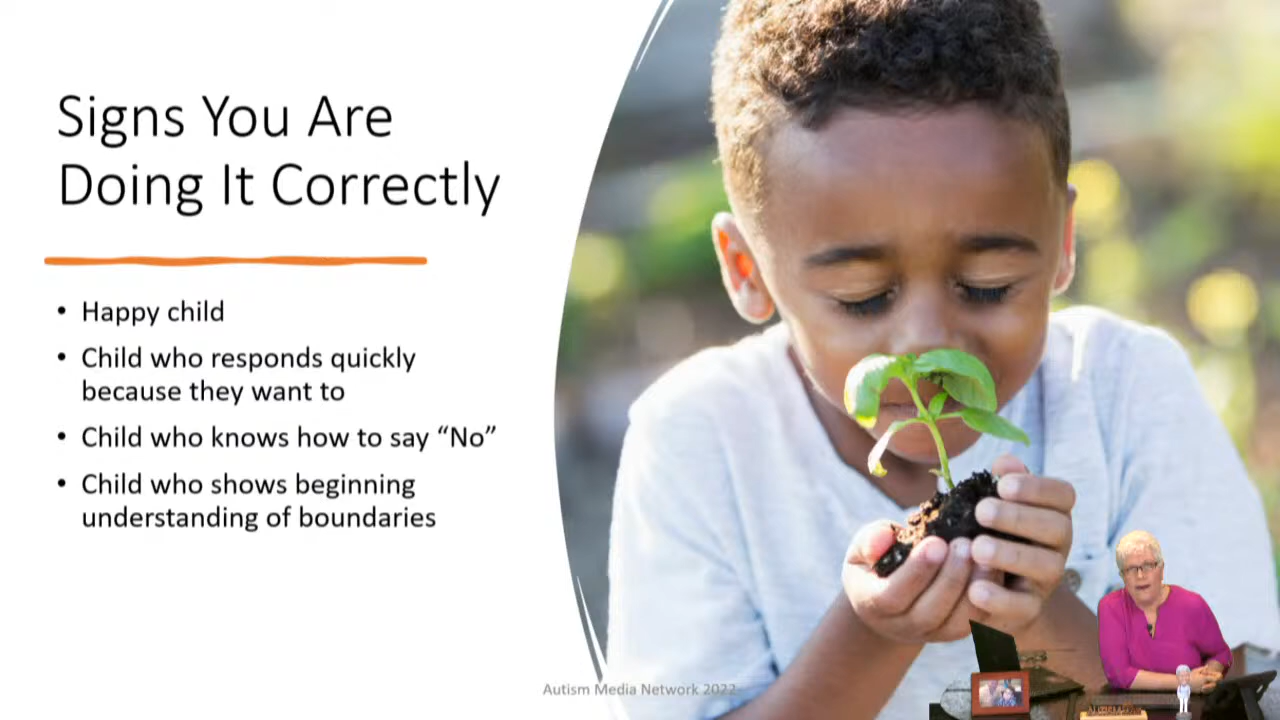 Signs You Are
Doing It Correctly
• Happy child
• Child who responds quickly
because they want to
• Child who knows how to say “No”
• Child who shows beginning
understanding of boundaries
Autism Media Network 2022